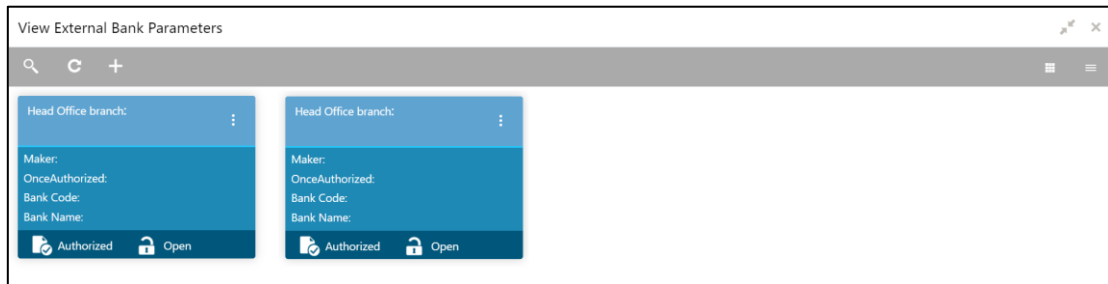 View External Bank Parameters
Head Office branch:
Maker:
OnceAuthorized:
Bank Code:
Bank Name:
Authorized Open
Head Office branch:
Maker:
OnceAuthorized:
Bank Code:
Bank Name:
Authorized Open